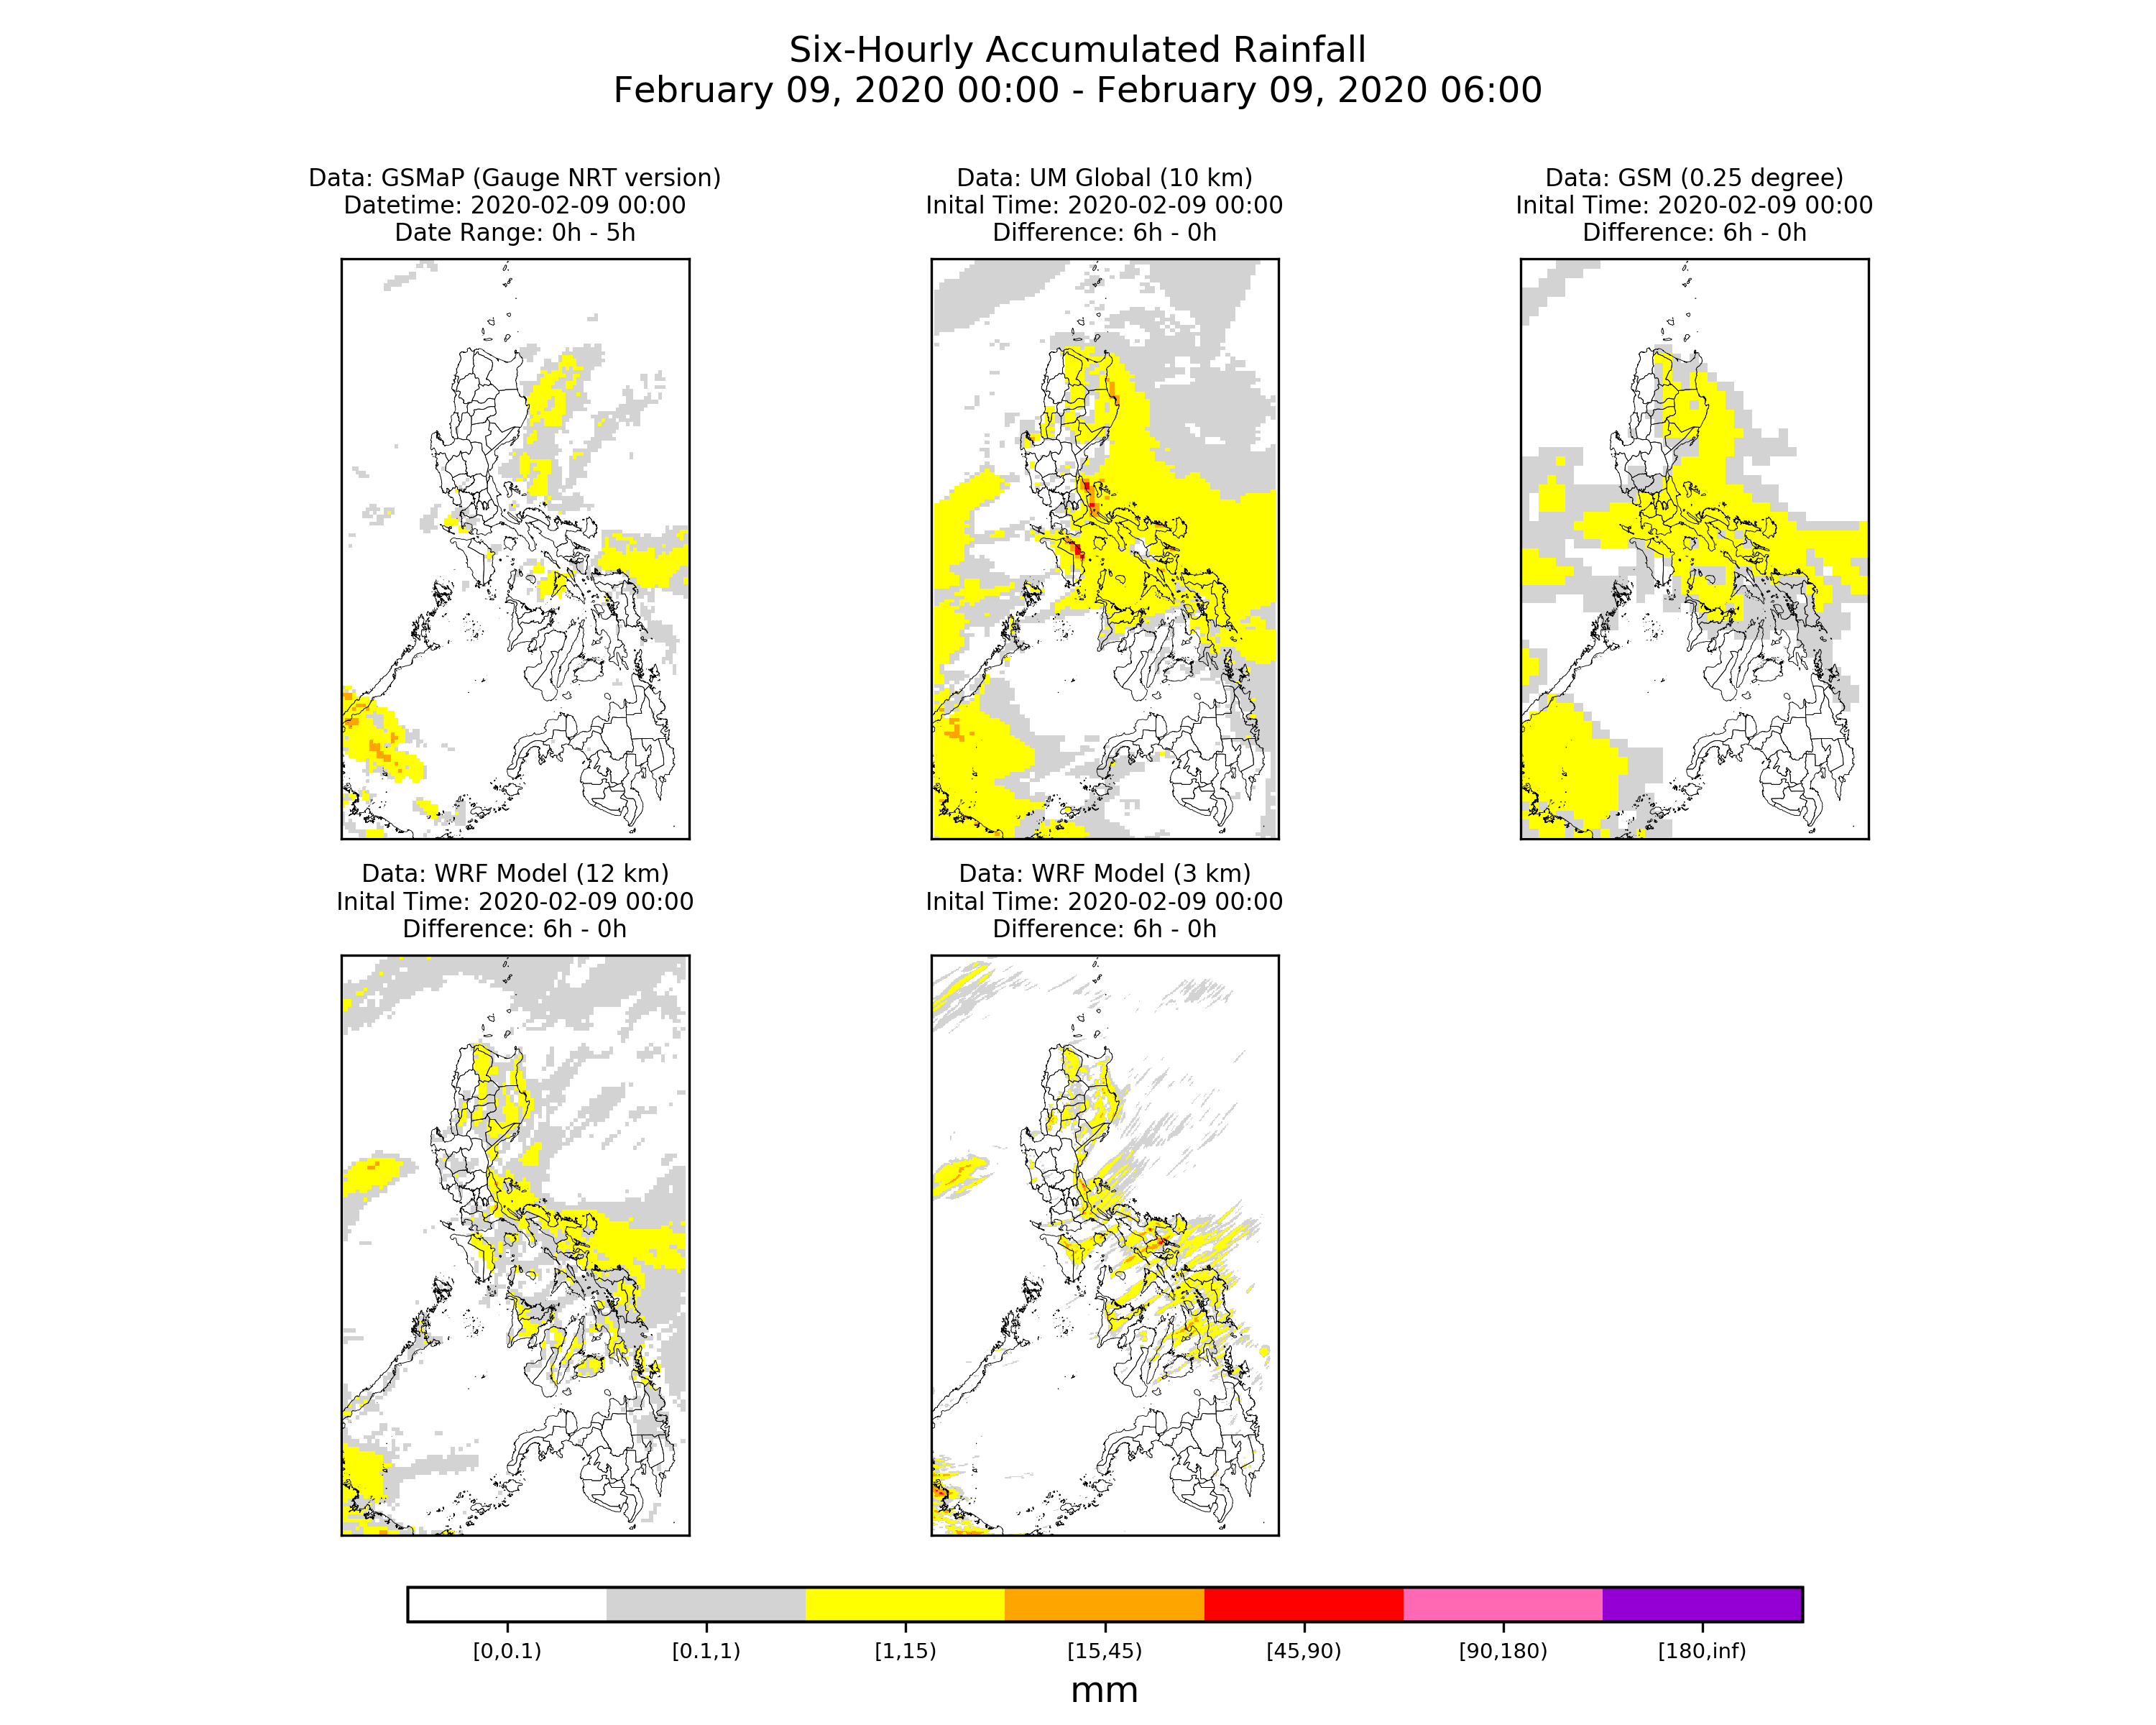 Six-Hourly Accumulated Rainfall
February 09, 2020 00:00 - February 09, 2020 06:00
Data: GSMaP (Gauge NRT version)
Datetime: 2020-02-09 00:00
Date Range: 0h - 5h
Data: UM Global (10 km)
Inital Time: 2020-02-09 00:00
Difference: 6h - 0h
Data: GSM (0.25 degree)
Inital Time: 2020-02-09 00:00
Difference: 6h - 0h
Data: WRF Model (12 km)
Inital Time: 2020-02-09 00:00
Difference: 6h - 0h
Data: WRF Model (3 km)
Inital Time: 2020-02-09 00:00
Difference: 6h - 0h
[0,0.1) [0.1,1) [1,15) [15,45) [45,90) [90,180) [180,inf)
mm